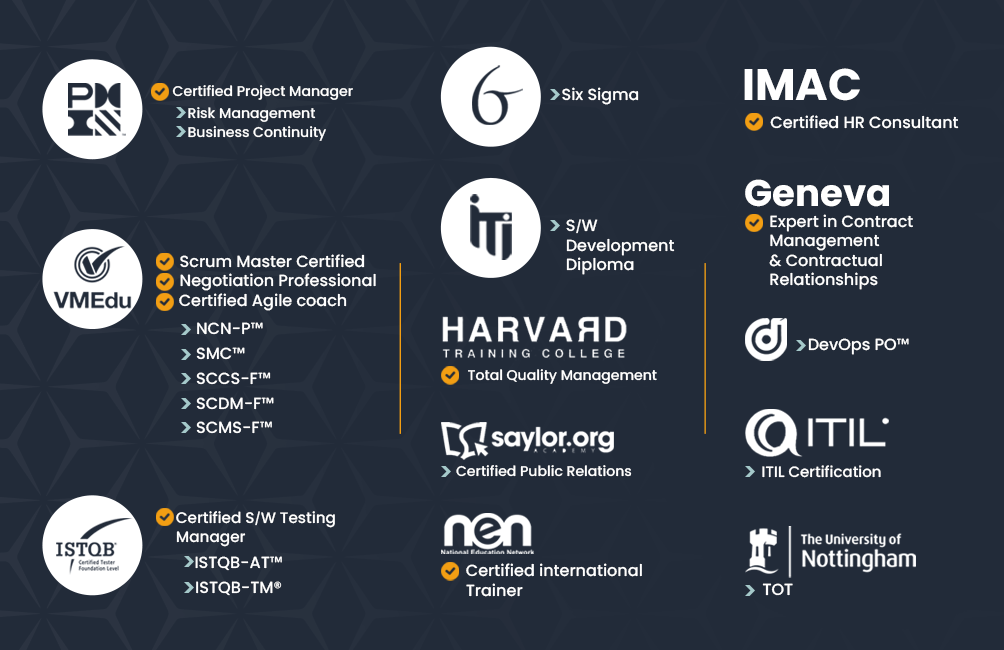 PMI
Certified Project Manager
Risk Management
Business Continuity
VMEdu
Scrum Master Certified
Negotiation Professional
Certified Agile coach
NCN-P™
SMC™
SCCS-F™
SCDM-F™
SCMS-F™
ISTQB®
Certified Tester
Foundation Level
Certified S/W Testing
Manager
ISTQB-AT™
ISTQB-TM®
6
Six Sigma
iTi
S/W
Development
Diploma
HARVAЯD
TRAINING COLLEGE
Total Quality Management
saylor.org
ACADEMY
Certified Public Relations
nen
National Education Network
Certified international
Trainer
IMAC
Certified HR Consultant
Geneva
Expert in Contract
Management
& Contractual
Relationships
DevOps PO™
ITIL
ITIL Certification
The University of
Nottingham
TOT